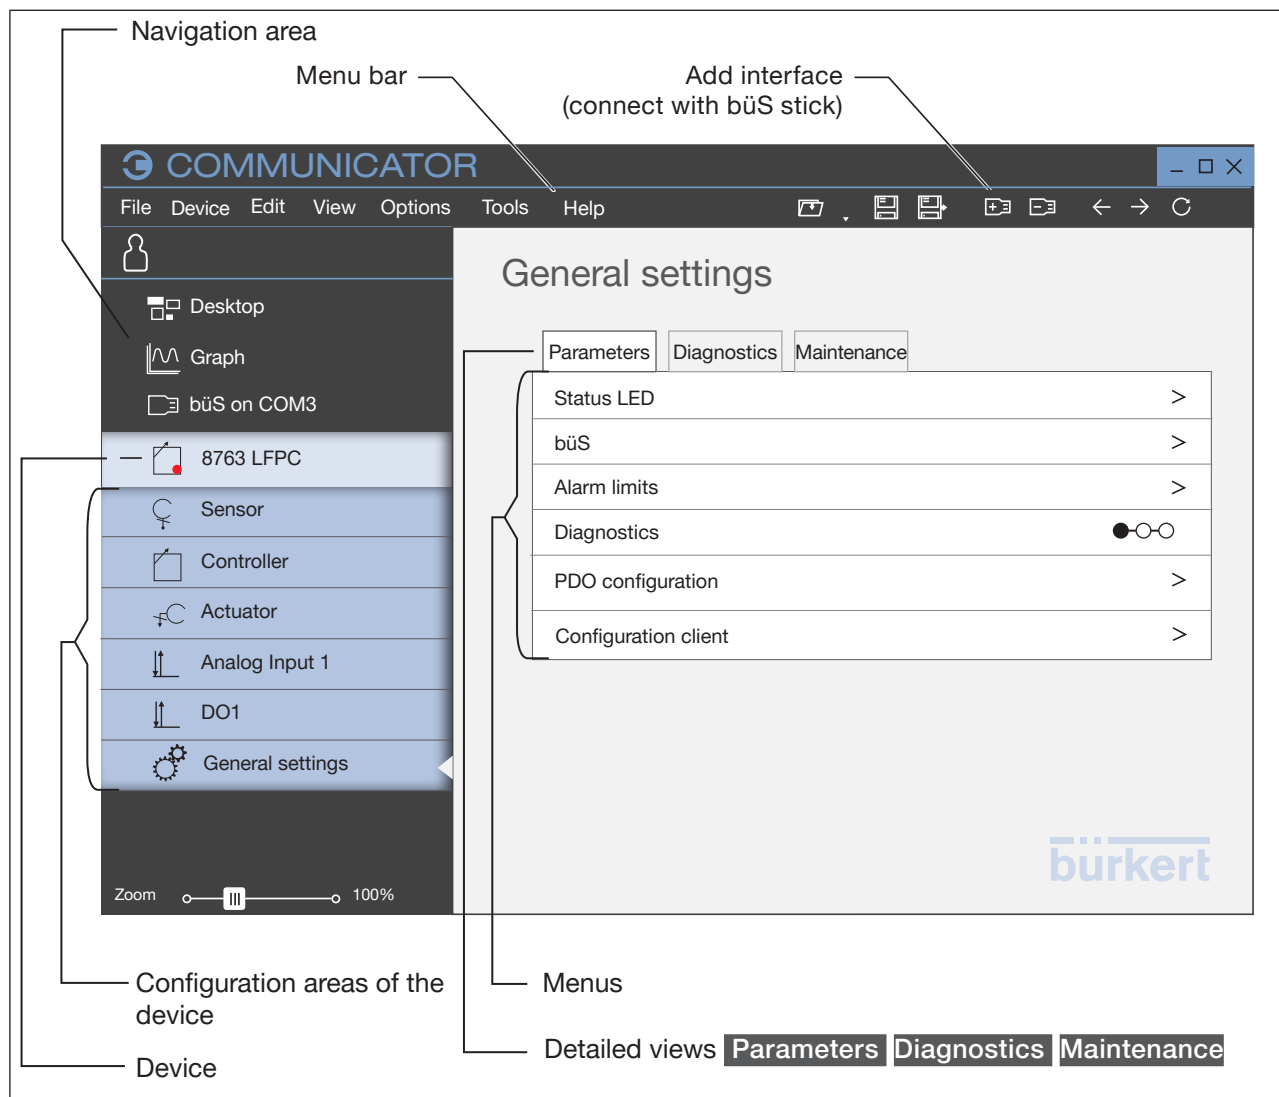 Navigation area
Menu bar
Add interface
(connect with büS stick)
COMMUNICATOR
File Device Edit View Options Tools Help
General settings
Desktop
Graph
büS on COM3
8763 LFPC
Sensor
Controller
Actuator
Analog Input 1
DO1
General settings
Zoom 100%
Parameters Diagnostics Maintenance
Status LED
büS
Alarm limits
Diagnostics
PDO configuration
Configuration client
bürkert
Configuration areas of the
device
Device
Menus
Detailed views Parameters Diagnostics Maintenance